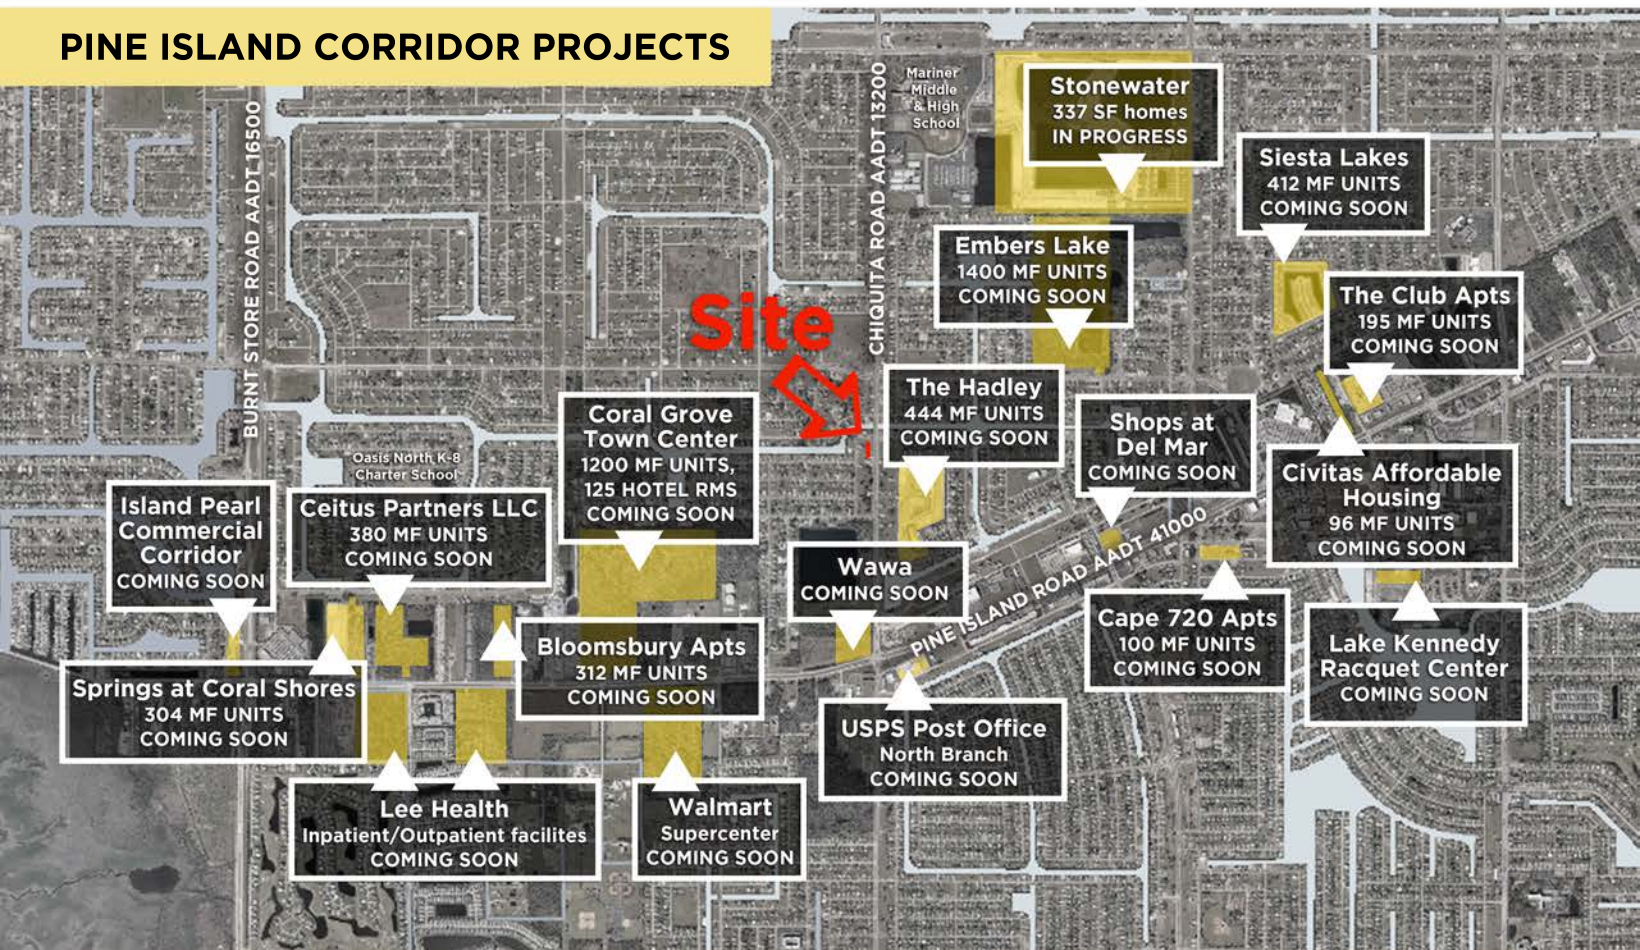 PINE ISLAND CORRIDOR PROJECTS
BURNT STORE ROAD AADT 16500
CHIQUITA ROAD AADT 13200
Mariner
Middle
& High
School
Stonewater
337 SF homes
IN PROGRESS
Siesta Lakes
412 MF UNITS
COMING SOON
Embers Lake
1400 MF UNITS
COMING SOON
The Club Apts
195 MF UNITS
COMING SOON
Site
The Hadley
444 MF UNITS
COMING SOON
Shops at
Del Mar
COMING SOON
Coral Grove
Town Center
1200 MF UNITS,
125 HOTEL RMS
COMING SOON
Oasis North K-8
Charter School
Civitas Affordable
Housing
96 MF UNITS
COMING SOON
Island Pearl
Commercial
Corridor
COMING SOON
Ceitus Partners LLC
380 MF UNITS
COMING SOON
Wawa
COMING SOON
PINE ISLAND ROAD AADT 41000
Cape 720 Apts
100 MF UNITS
COMING SOON
Lake Kennedy
Racquet Center
COMING SOON
Bloomsbury Apts
312 MF UNITS
COMING SOON
Springs at Coral Shores
304 MF UNITS
COMING SOON
USPS Post Office
North Branch
COMING SOON
Lee Health
Inpatient/Outpatient facilites
COMING SOON
Walmart
Supercenter
COMING SOON